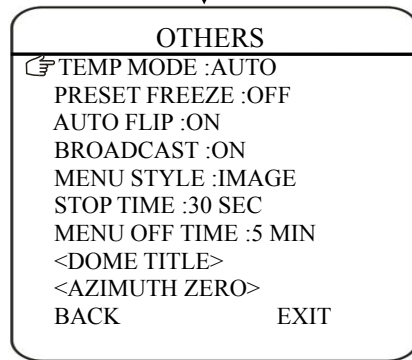 OTHERS
TEMP MODE :AUTO
PRESET FREEZE :OFF
AUTO FLIP :ON
BROADCAST :ON
MENU STYLE :IMAGE
STOP TIME :30 SEC
MENU OFF TIME :5 MIN
<DOME TITLE>
<AZIMUTH ZERO>
BACK EXIT